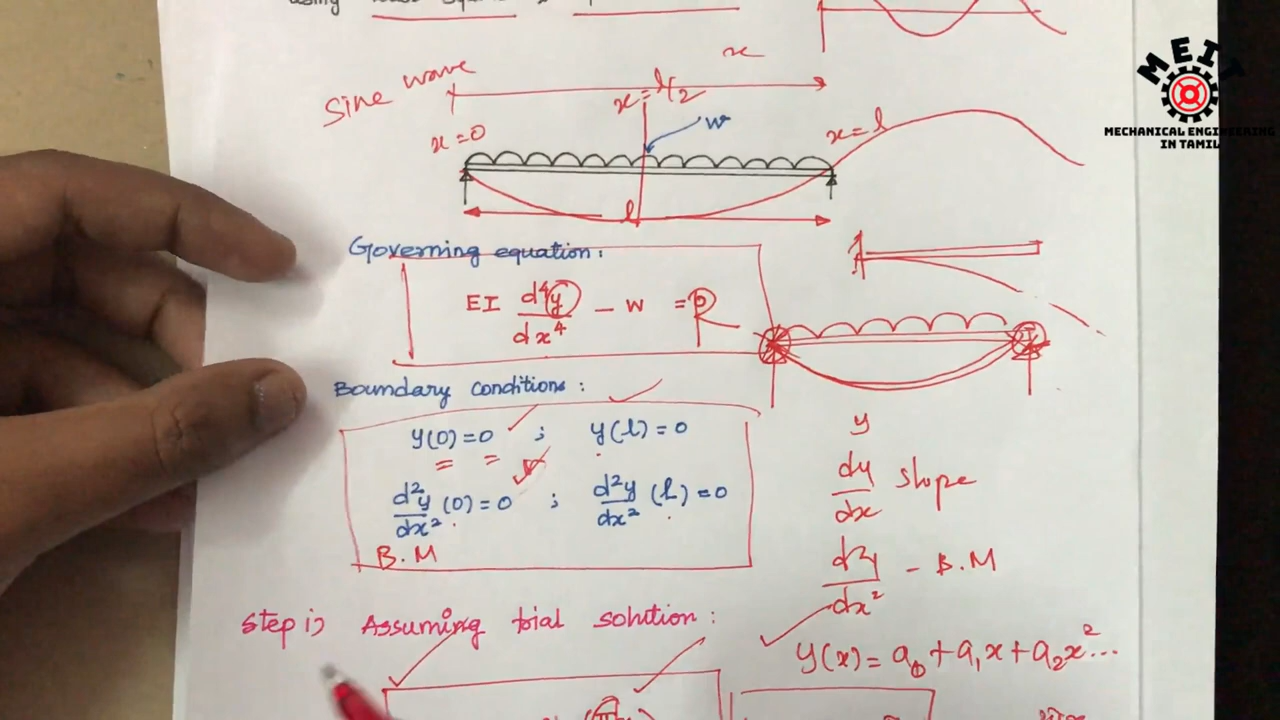 using
x
Sine wave
x = l/2
x = 0
w
x = l
l
Governing equation:
EI d⁴y/dx⁴ – w = 0
Boundary conditions:
y(0) = 0 ; y(l) = 0
d²y/dx² (0) = 0 ; d²y/dx² (l) = 0
B.M
y
dy/dx slope
d²y/dx² – B.M
Step i) Assuming trial solution:
y(x) = a₀ + a₁x + a₂x² ...
MEIT
MECHANICAL ENGINEERING
IN TAMIL